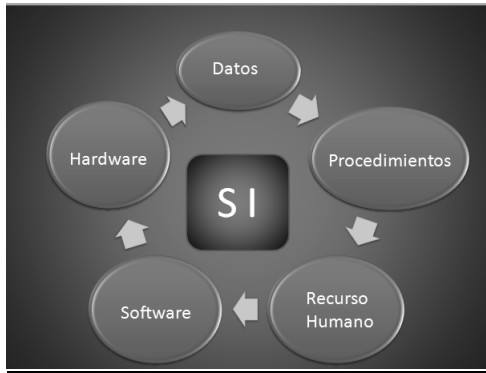 Datos
Hardware
Procedimientos
S I
Software
Recurso
Humano